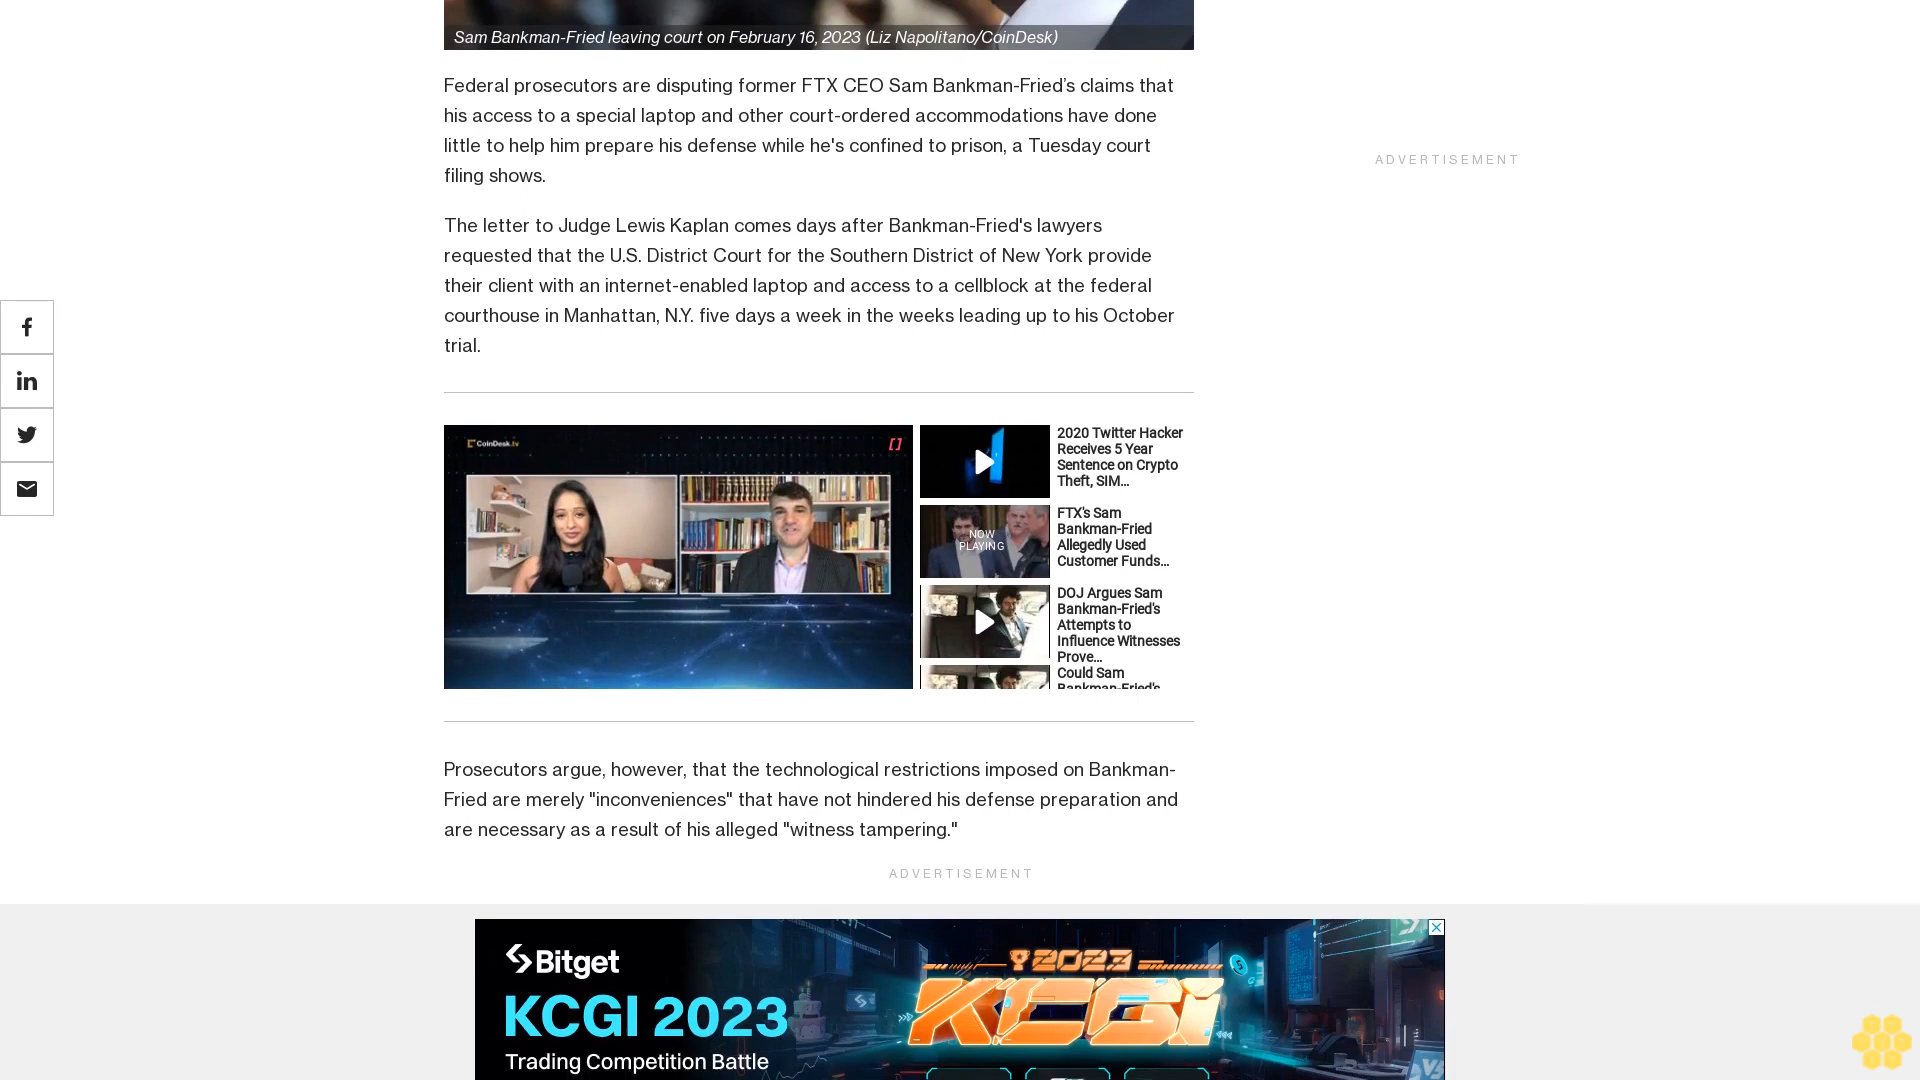 Sam Bankman-Fried leaving court on February 16, 2023 (Liz Napolitano/CoinDesk)
Federal prosecutors are disputing former FTX CEO Sam Bankman-Fried’s claims that
his access to a special laptop and other court-ordered accommodations have done
little to help him prepare his defense while he's confined to prison, a Tuesday court
filing shows.
ADVERTISEMENT
The letter to Judge Lewis Kaplan comes days after Bankman-Fried's lawyers
requested that the U.S. District Court for the Southern District of New York provide
their client with an internet-enabled laptop and access to a cellblock at the federal
courthouse in Manhattan, N.Y. five days a week in the weeks leading up to his October
trial.
CoinDesk.tv
2020 Twitter Hacker
Receives 5 Year
Sentence on Crypto
Theft, SIM...
NOW
PLAYING
FTX's Sam
Bankman-Fried
Allegedly Used
Customer Funds...
DOJ Argues Sam
Bankman-Fried's
Attempts to
Influence Witnesses
Prove...
Could Sam
Bankman-Fried's
Prosecutors argue, however, that the technological restrictions imposed on Bankman-
Fried are merely "inconveniences" that have not hindered his defense preparation and
are necessary as a result of his alleged "witness tampering."
ADVERTISEMENT
Bitget
KCGI 2023
Trading Competition Battle
2023
KCGI